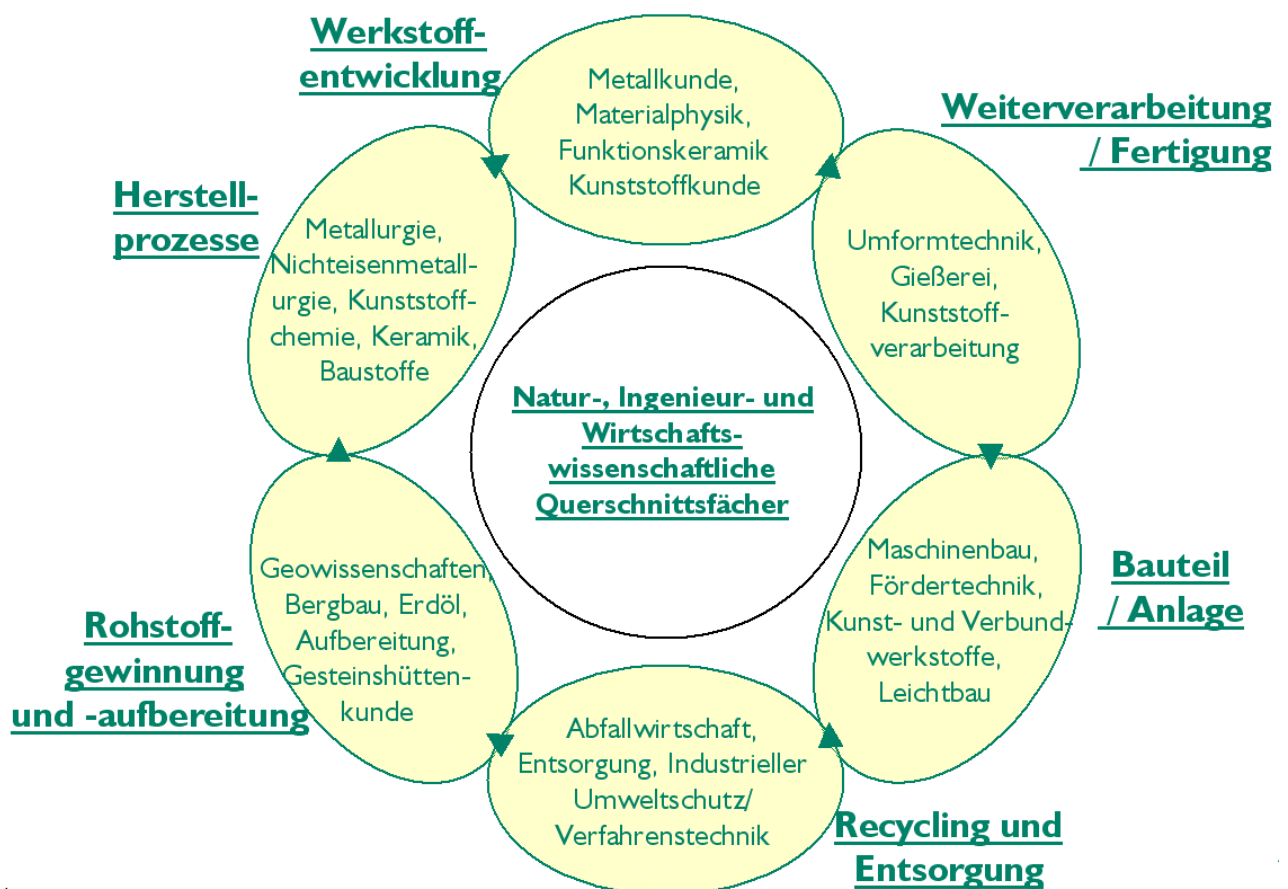 Werkstoff-
entwicklung
Metallkunde,
Materialphysik,
Funktionskeramik
Kunststoffkunde
Weiterverarbeitung
/ Fertigung
Umformtechnik,
Gießerei,
Kunststoff-
verarbeitung
Herstell-
prozesse
Metallurgie,
Nichteisenmetall-
urgie, Kunststoff-
chemie, Keramik,
Baustoffe
Natur-, Ingenieur- und
Wirtschafts-
wissenschaftliche
Querschnittsfächer
Maschinenbau,
Fördertechnik,
Kunst- und Verbund-
werkstoffe,
Leichtbau
Bauteil
/ Anlage
Rohstoff-
gewinnung
und -aufbereitung
Geowissenschaften,
Bergbau, Erdöl,
Aufbereitung,
Gesteinshütten-
kunde
Abfallwirtschaft,
Entsorgung, Industrieller
Umweltschutz/
Verfahrenstechnik
Recycling und
Entsorgung